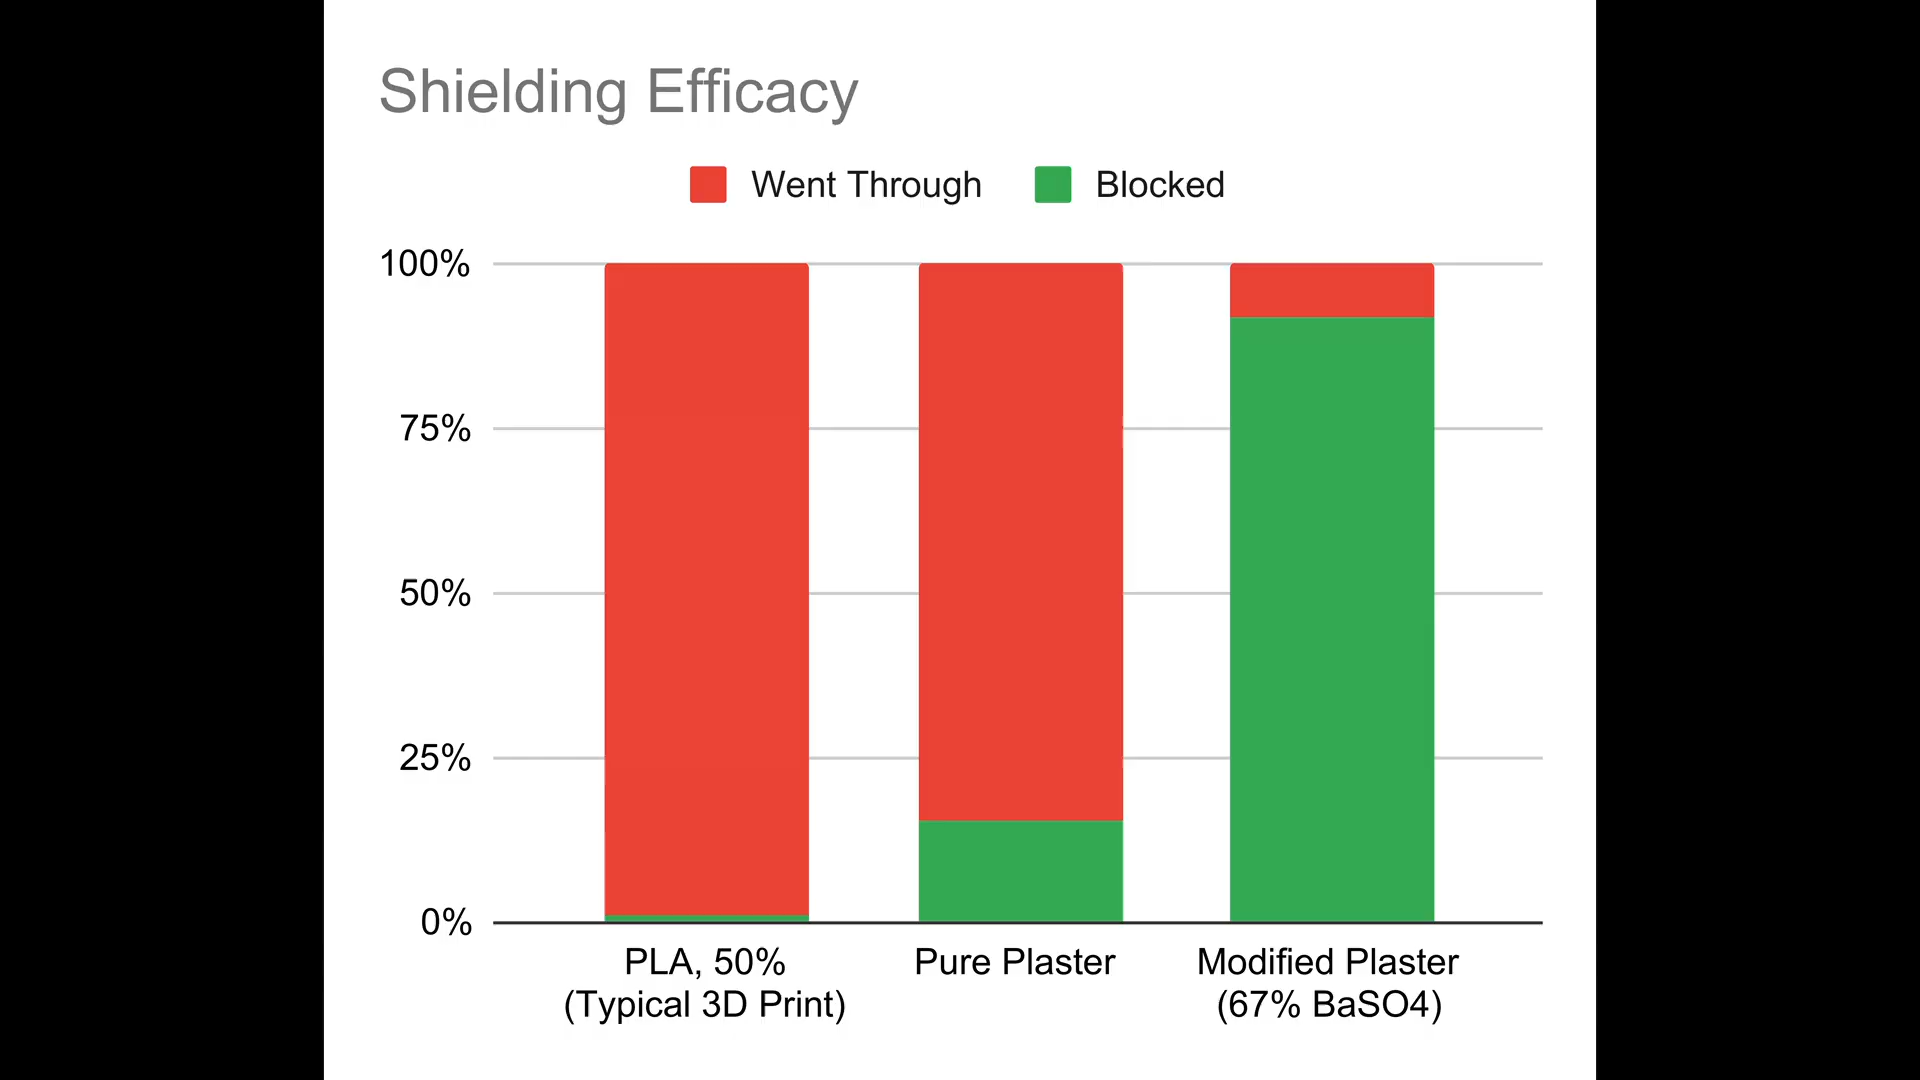 Shielding Efficacy
Went Through
Blocked
100%
75%
50%
25%
0%
PLA, 50%
(Typical 3D Print)
Pure Plaster
Modified Plaster
(67% BaSO4)